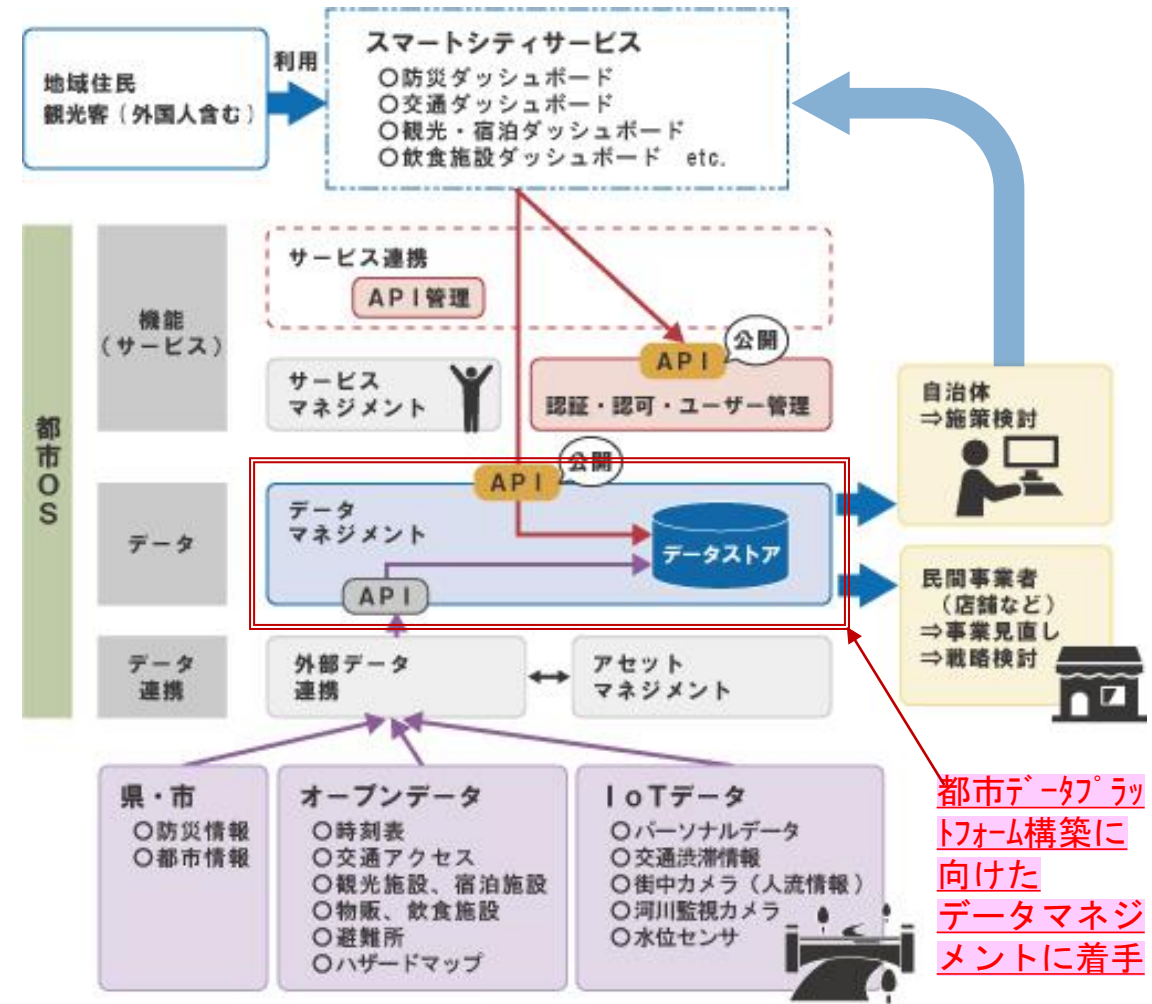 地域住民
観光客(外国人含む)
利用
スマートシティサービス
○防災ダッシュボード
○交通ダッシュボード
○観光・宿泊ダッシュボード
○飲食施設ダッシュボード etc.
都市OS
機能
(サービス)
サービス連携
API管理
サービス
マネジメント
公開
API
認証・認可・ユーザー管理
データ
公開
API
データ
マネジメント
データストア
API
データ
連携
外部データ
連携
アセット
マネジメント
自治体
⇒施策検討
民間事業者
(店舗など)
⇒事業見直し
⇒戦略検討
県・市
○防災情報
○都市情報
オープンデータ
○時刻表
○交通アクセス
○観光施設、宿泊施設
○物販、飲食施設
○避難所
○ハザードマップ
IoTデータ
○パーソナルデータ
○交通渋滞情報
○街中カメラ(人流情報)
○河川監視カメラ
○水位センサ
都市データプラッ
トフォーム構築に
向けた
データマネジ
メントに着手